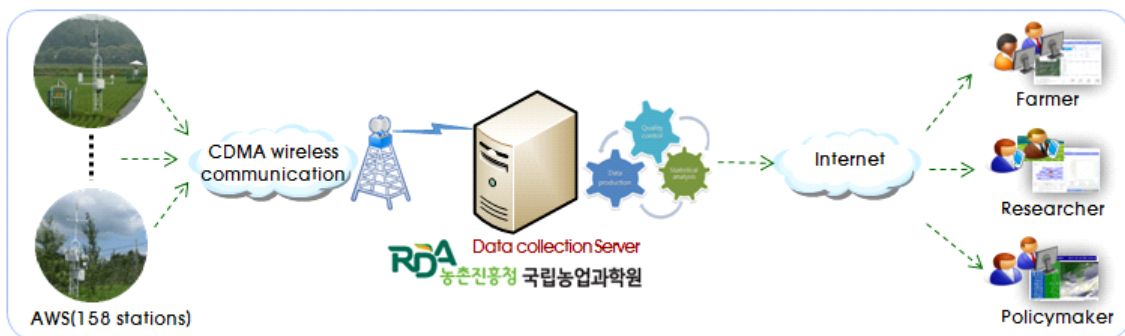 AWS(158 stations)
CDMA wireless
communication
Data collection Server
RDA
농촌진흥청 국립농업과학원
Quality
control
Data
production
Statistical
analysis
Internet
Farmer
Researcher
Policymaker